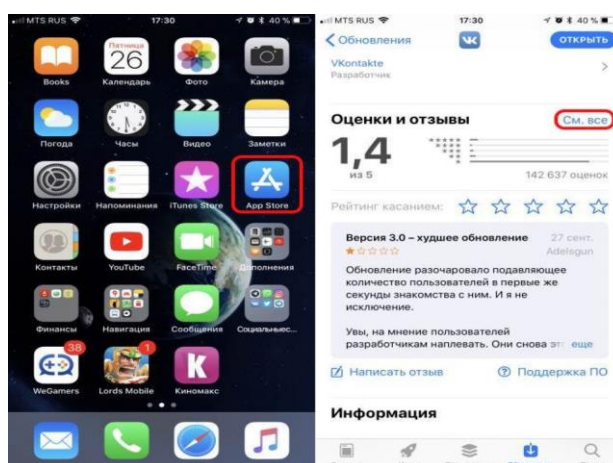 MTS RUS
17:30
40 %
Books
Пятница
26
Календарь
Фото
Камера
Погода
Часы
Видео
Заметки
Настройки
Напоминания
iTunes Store
App Store
Контакты
YouTube
FaceTime
Дополнения
Финансы
Навигация
Сообщения
Социальныес...
38
WeGamers
1
Lords Mobile
K
Киномакс
MTS RUS
17:30
40 %
Обновления
ОТКРЫТЬ
VKontakte
Разработчик
Оценки и отзывы
См. все
1,4
из 5
142 637 оценок
Рейтинг касанием:
Версия 3.0 – худшее обновление
27 сент.
Adelsgun
Обновление разочаровало подавляющее
количество пользователей в первые же
секунды знакомства с ним. И я не
исключение.
Увы, на мнение пользователей
разработчикам наплевать. Они снова эт
еще
Написать отзыв
Поддержка ПО
Информация